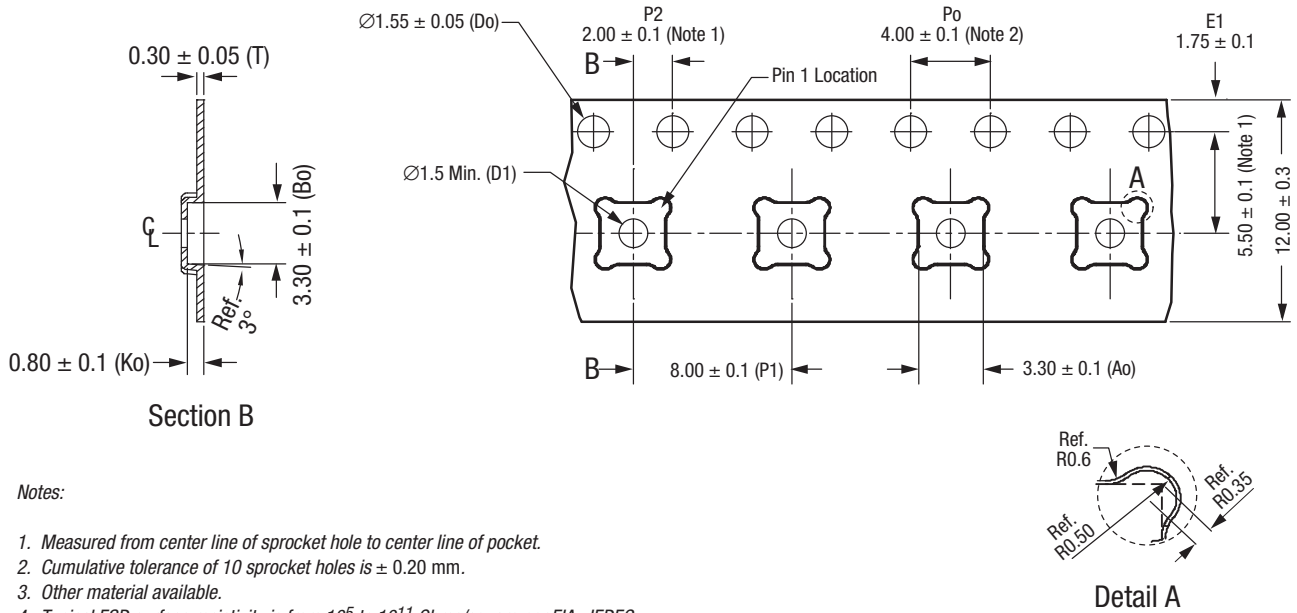 ∅1.55 ± 0.05 (Do)
P2
2.00 ± 0.1 (Note 1)
Po
4.00 ± 0.1 (Note 2)
E1
1.75 ± 0.1
0.30 ± 0.05 (T)
B
Pin 1 Location
∅1.5 Min. (D1)
A
5.50 ± 0.1 (Note 1)
12.00 ± 0.3
CL
3.30 ± 0.1 (Bo)
Ref.
3°
0.80 ± 0.1 (Ko)
B
8.00 ± 0.1 (P1)
3.30 ± 0.1 (Ao)
Section B
Ref.
R0.6
Ref.
R0.35
Ref.
R0.50
Detail A
Notes:
1. Measured from center line of sprocket hole to center line of pocket.
2. Cumulative tolerance of 10 sprocket holes is ± 0.20 mm.
3. Other material available.